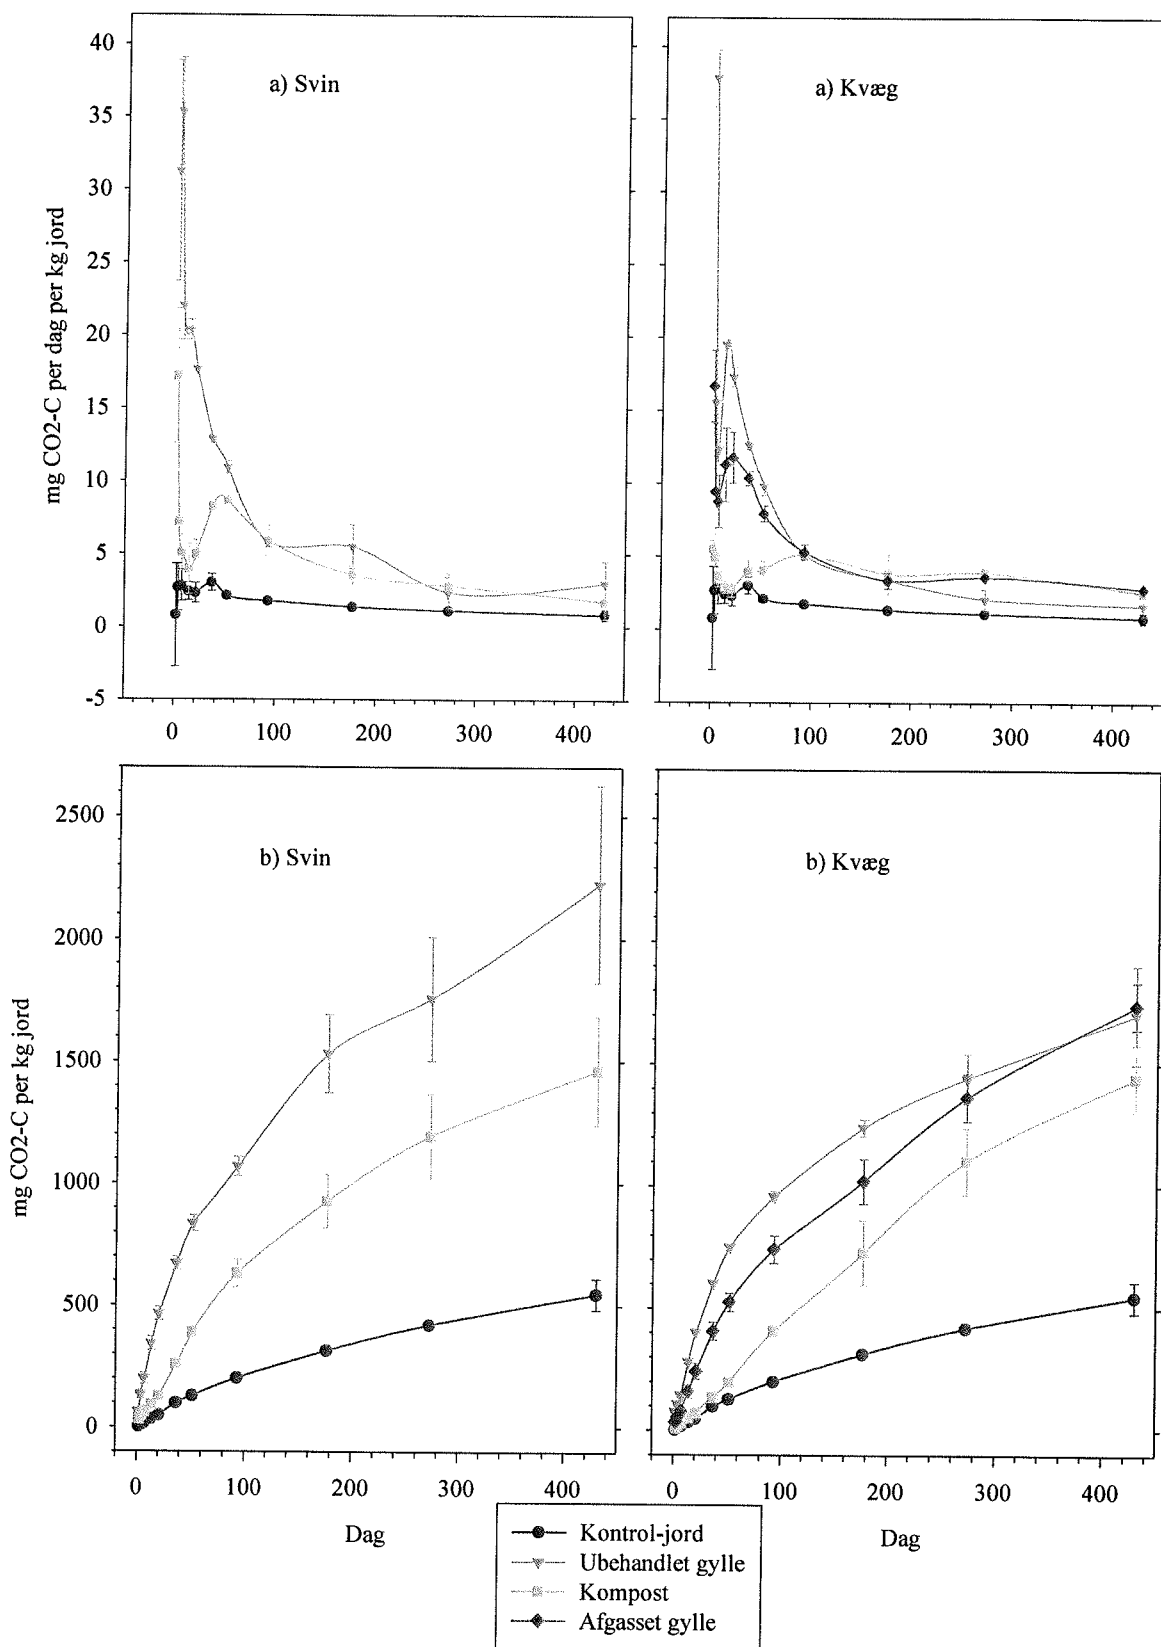 a) Svin
a) Kvæg
mg CO2-C per dag per kg jord
40
35
30
25
20
15
10
5
0
-5
0 100 200 300 400
0 100 200 300 400
b) Svin
b) Kvæg
mg CO2-C per kg jord
2500
2000
1500
1000
500
0
0 100 200 300 400
0 100 200 300 400
Dag
Dag
Kontrol-jord
Ubehandlet gylle
Kompost
Afgasset gylle